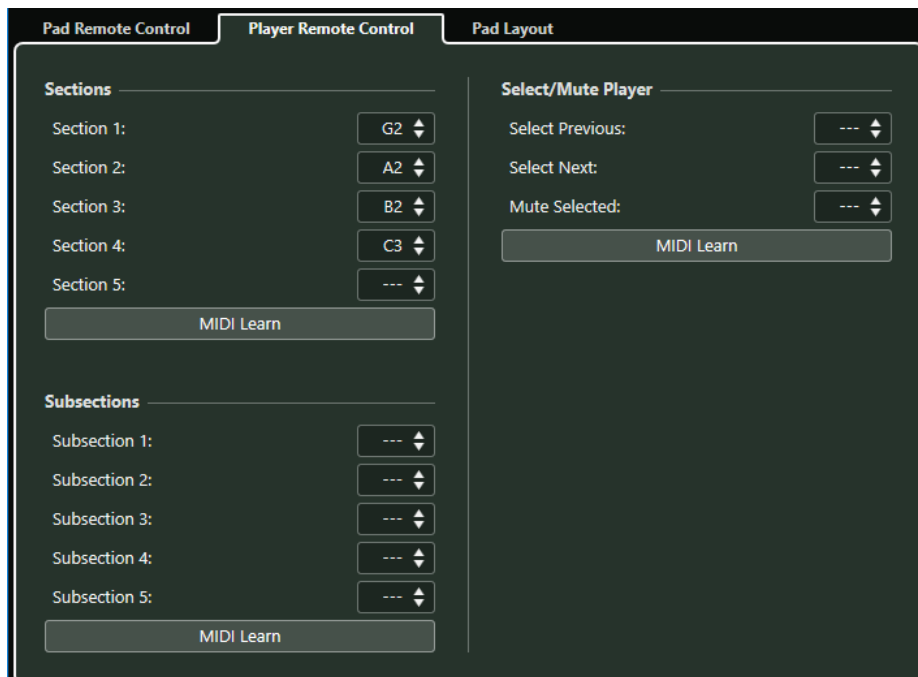 Pad Remote Control Player Remote Control Pad Layout
Sections
Section 1: G2
Section 2: A2
Section 3: B2
Section 4: C3
Section 5: ---
MIDI Learn
Subsections
Subsection 1: ---
Subsection 2: ---
Subsection 3: ---
Subsection 4: ---
Subsection 5: ---
MIDI Learn
Select/Mute Player
Select Previous: ---
Select Next: ---
Mute Selected: ---
MIDI Learn